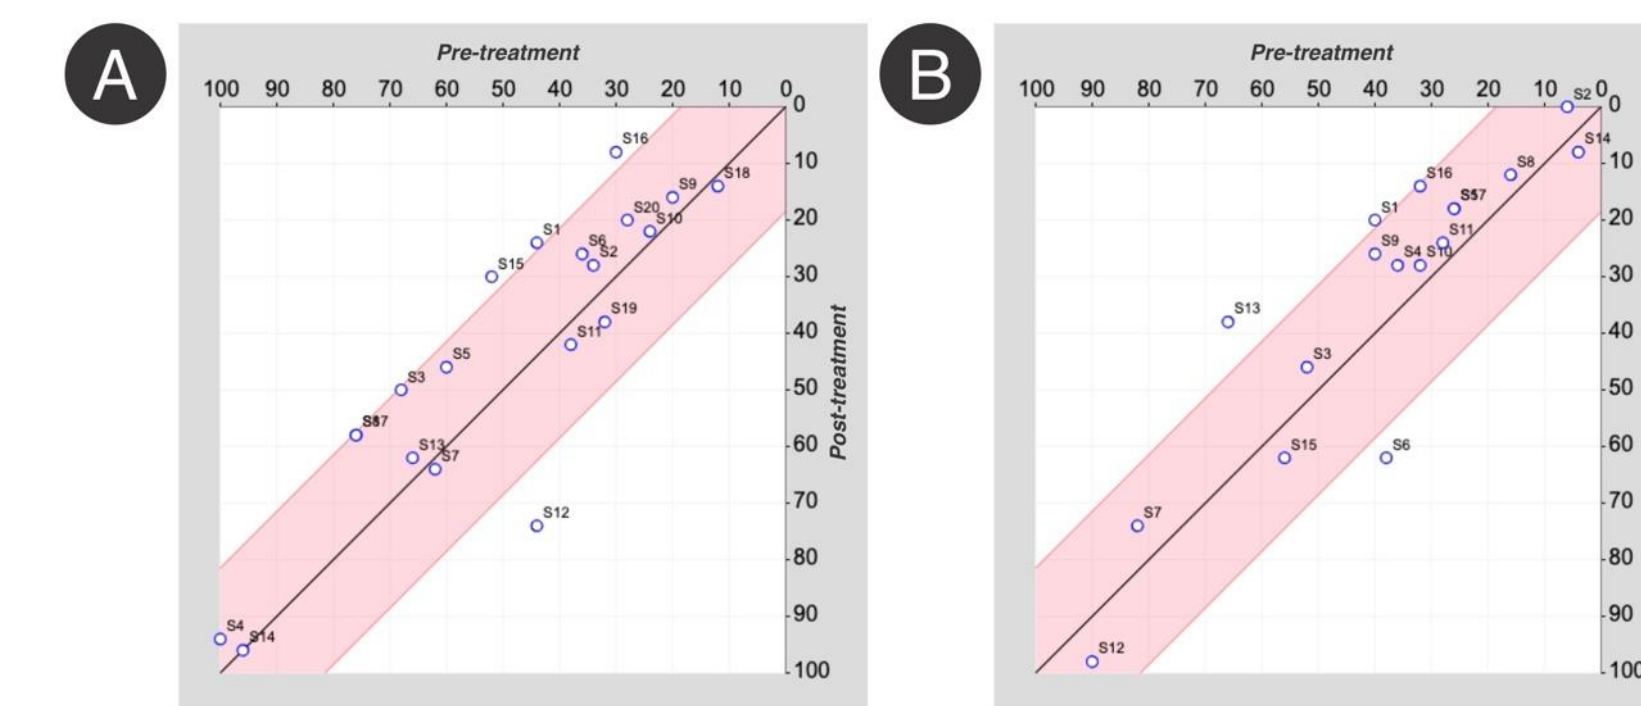 A
Pre-treatment
100 90 80 70 60 50 40 30 20 10 0
0
10
20
30
40
50
60
70
80
90
100
Post-treatment
S16
S18
S9
S20
S10
S1
S6
S2
S15
S19
S11
S5
S3
S13
S7
S12
S4
S14
B
Pre-treatment
100 90 80 70 60 50 40 30 20 10 0
0
10
20
30
40
50
60
70
80
90
100
S2
S14
S8
S16
S1
S11
S9
S4
S10
S13
S3
S15
S6
S7
S12